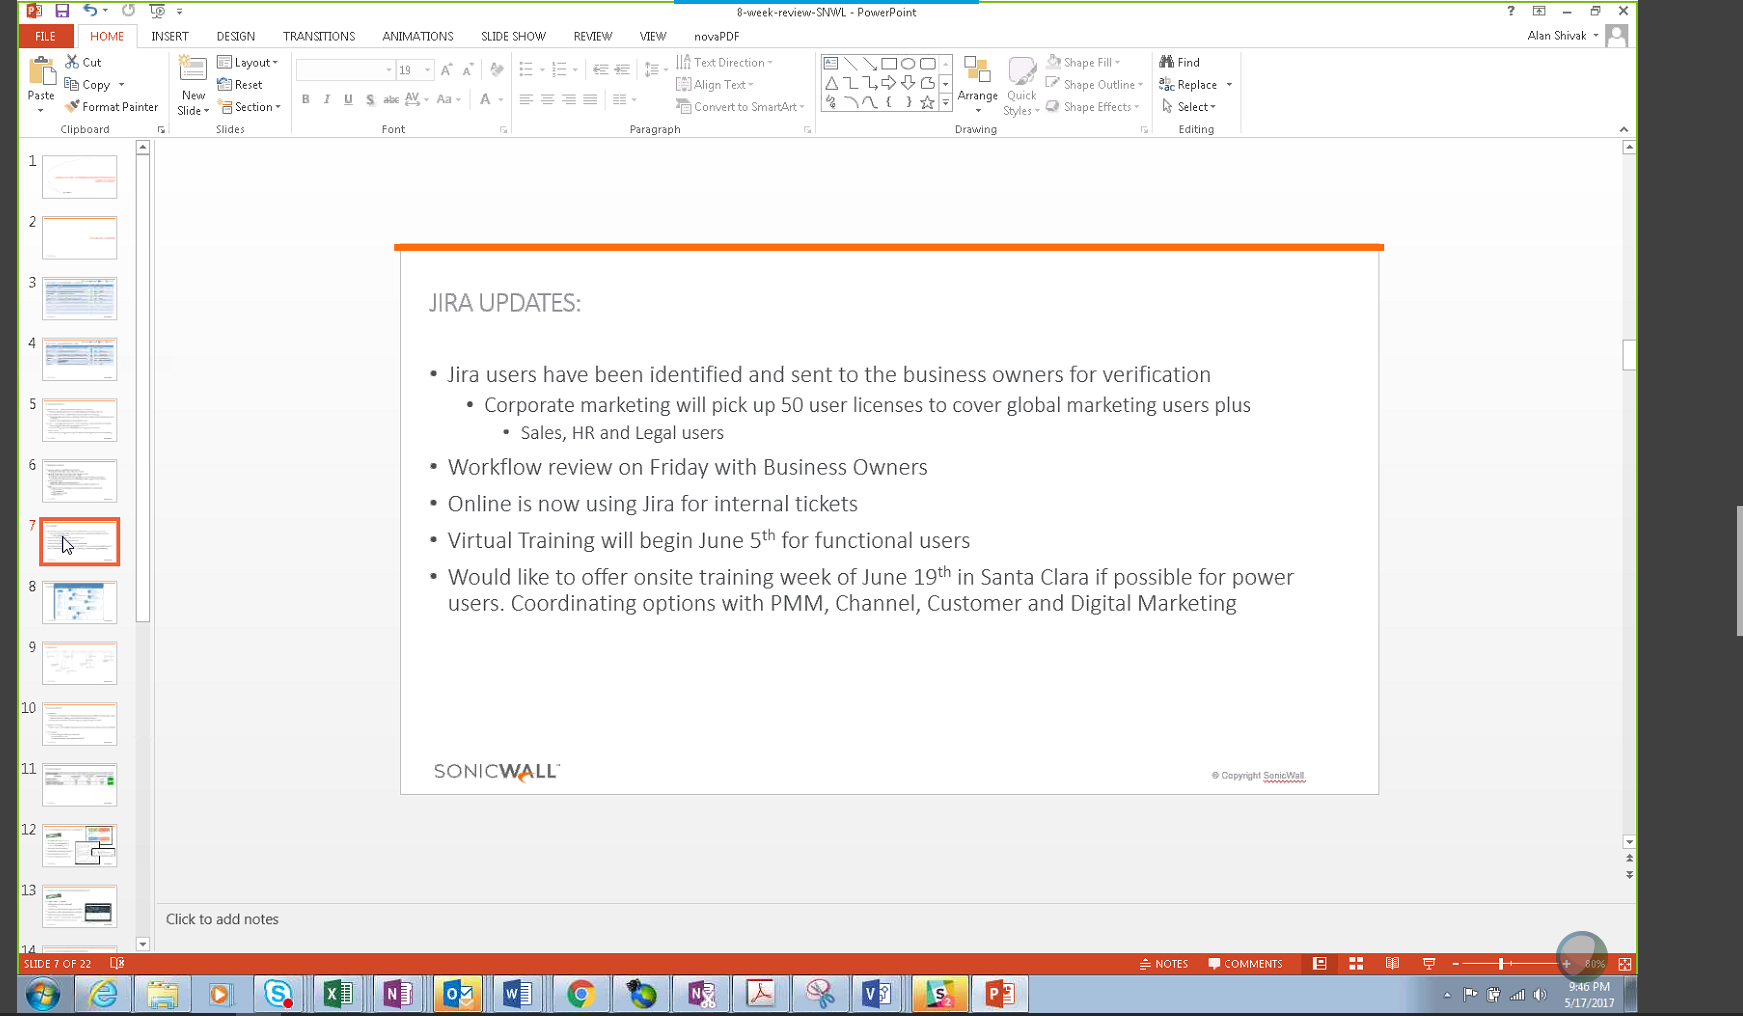 8-week-review-SNWL - PowerPoint
FILE HOME INSERT DESIGN TRANSITIONS ANIMATIONS SLIDE SHOW REVIEW VIEW novaPDF
Alan Shivak
Paste
Cut
Copy
Format Painter
Clipboard
New Slide
Layout
Reset
Section
Slides
19
Font
Text Direction
Align Text
Convert to SmartArt
Paragraph
Arrange
Quick Styles
Shape Fill
Shape Outline
Shape Effects
Drawing
Find
Replace
Select
Editing
1
2
3
4
5
6
7
8
9
10
11
12
13
14
JIRA UPDATES:
• Jira users have been identified and sent to the business owners for verification
• Corporate marketing will pick up 50 user licenses to cover global marketing users plus
• Sales, HR and Legal users
• Workflow review on Friday with Business Owners
• Online is now using Jira for internal tickets
• Virtual Training will begin June 5th for functional users
• Would like to offer onsite training week of June 19th in Santa Clara if possible for power
users. Coordinating options with PMM, Channel, Customer and Digital Marketing
SONICWALL™
© Copyright SonicWall
Click to add notes
SLIDE 7 OF 22
NOTES COMMENTS 80%
9:46 PM
5/17/2017